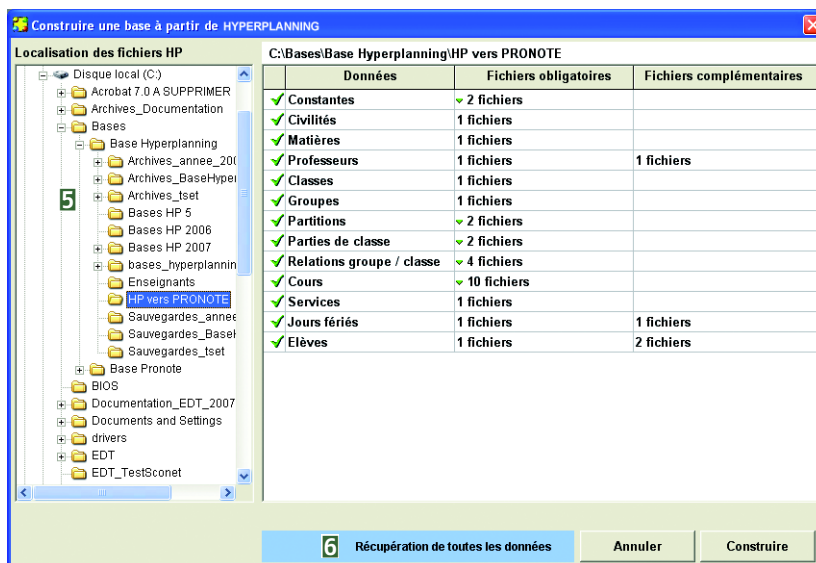 Construire une base à partir de HYPERPLANNING
Localisation des fichiers HP
Disque local (C:)
Acrobat 7.0 A SUPPRIMER
Archives_Documentation
Bases
Base Hyperplanning
Archives_annee_200
Archives_BaseHyper
5
Archives_tset
Bases HP 5
Bases HP 2006
Bases HP 2007
bases_hyperplannin
Enseignants
HP vers PRONOTE
Sauvegardes_annee
Sauvegardes_BaseH
Sauvegardes_tset
Base Pronote
BIOS
Documentation_EDT_2007
Documents and Settings
drivers
EDT
EDT_TestSconet
C:\Bases\Base Hyperplanning\HP vers PRONOTE
Données Fichiers obligatoires Fichiers complémentaires
Constantes 2 fichiers
Civilités 1 fichiers
Matières 1 fichiers
Professeurs 1 fichiers 1 fichiers
Classes 1 fichiers
Groupes 1 fichiers
Partitions 2 fichiers
Parties de classe 2 fichiers
Relations groupe / classe 4 fichiers
Cours 10 fichiers
Services 1 fichiers
Jours fériés 1 fichiers 1 fichiers
Elèves 1 fichiers 2 fichiers
6 Récupération de toutes les données Annuler Construire